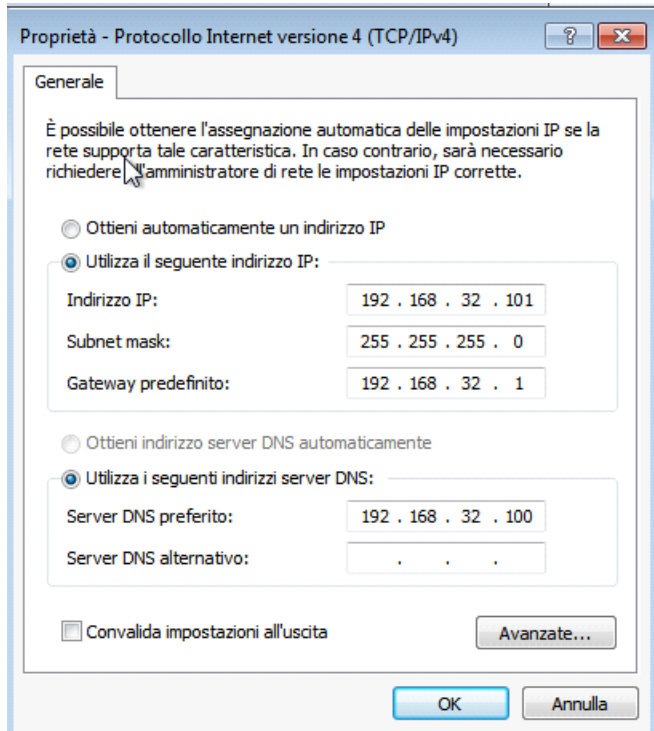 Proprietà - Protocollo Internet versione 4 (TCP/IPv4)
Generale
È possibile ottenere l'assegnazione automatica delle impostazioni IP se la
rete supporta tale caratteristica. In caso contrario, sarà necessario
richiedere all'amministratore di rete le impostazioni IP corrette.
Ottieni automaticamente un indirizzo IP
Utilizza il seguente indirizzo IP:
Indirizzo IP: 192 . 168 . 32 . 101
Subnet mask: 255 . 255 . 255 . 0
Gateway predefinito: 192 . 168 . 32 . 1
Ottieni indirizzo server DNS automaticamente
Utilizza i seguenti indirizzi server DNS:
Server DNS preferito: 192 . 168 . 32 . 100
Server DNS alternativo: . . .
Convalida impostazioni all'uscita
Avanzate...
OK Annulla